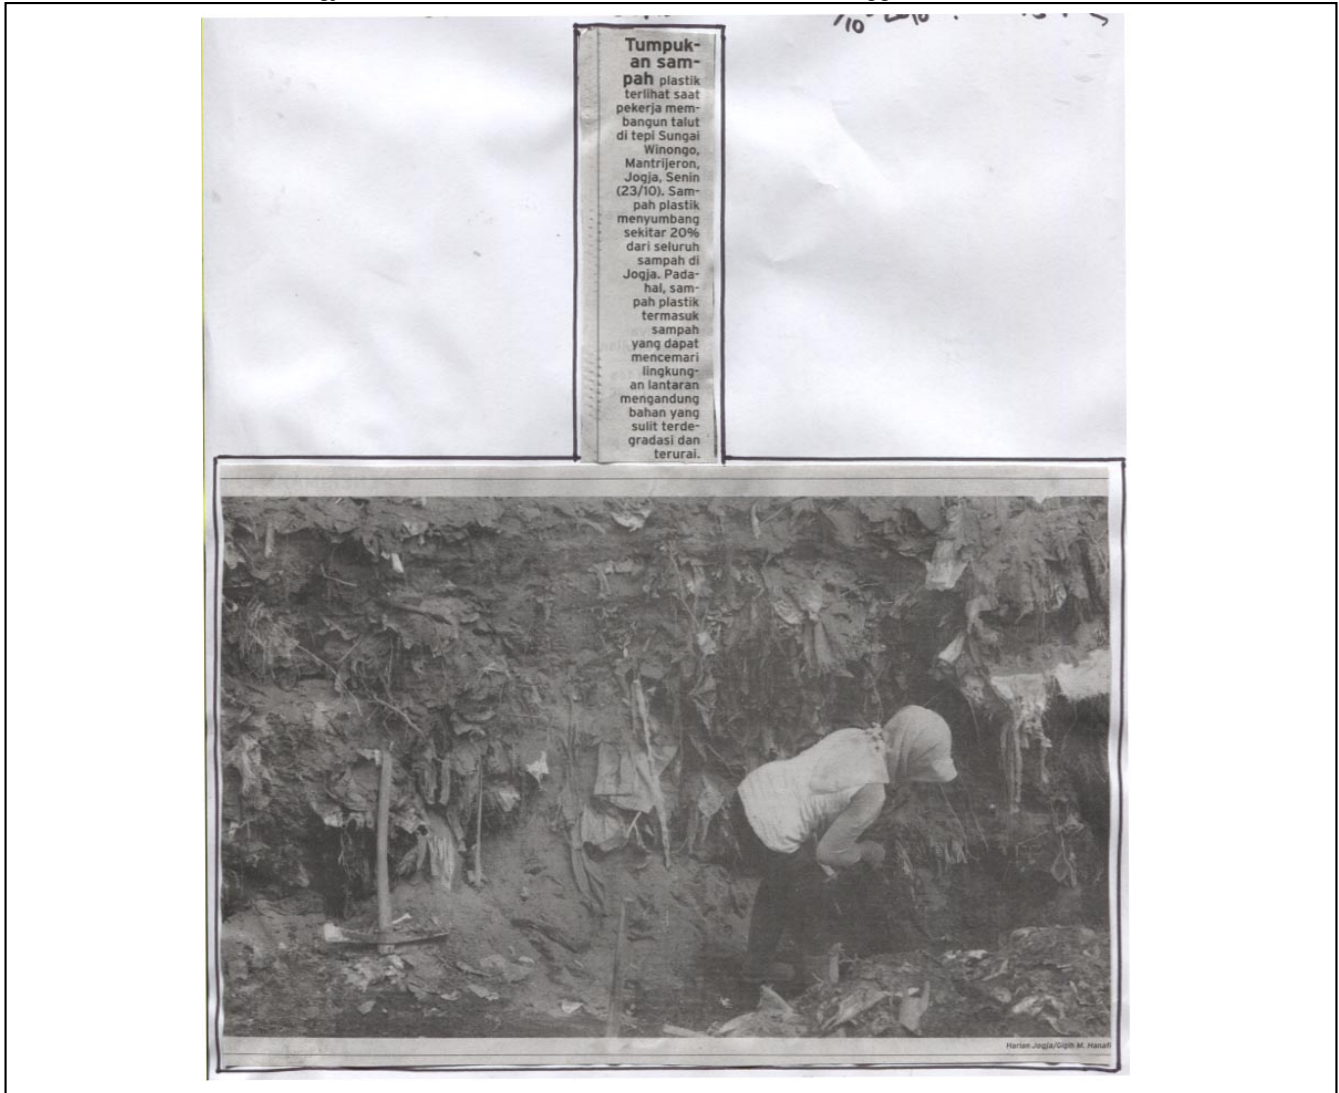 Tumpuk-
an sam-
pah plastik
terlihat saat
pekerja mem-
bangun talut
di tepi Sungai
Winongo,
Mantrijeron,
Jogja, Senin
(23/10). Sam-
pah plastik
menyumbang
sekitar 20%
dari seluruh
sampah di
Jogja. Pada-
hal, sam-
pah plastik
termasuk
sampah
yang dapat
mencemari
lingkung-
an lantaran
mengandung
bahan yang
sulit terde-
gradasi dan
terurai.
Harian Jogja/Gigih M. Hanafi